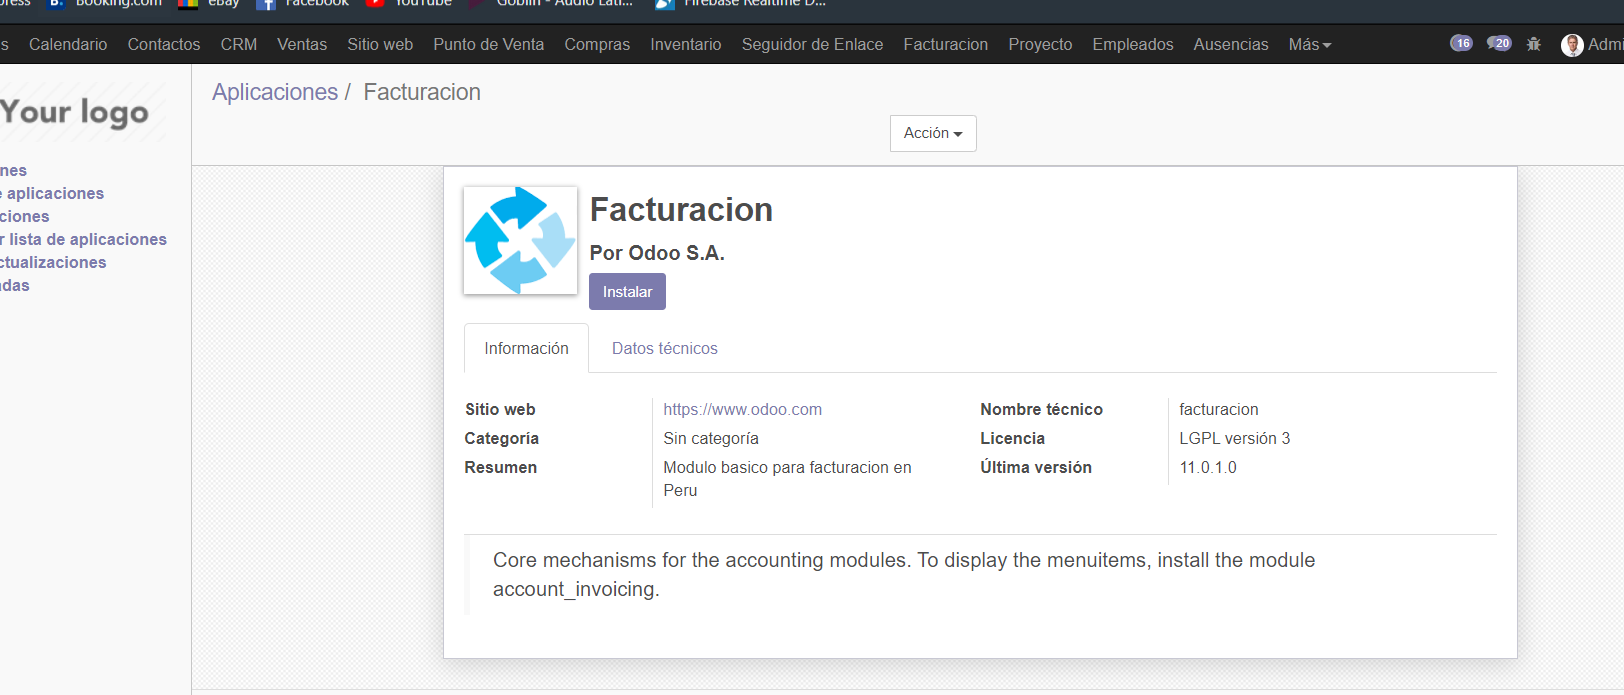 Booking.com eBay Facebook YouTube Goblin - Audio Lati... Firebase Realtime D...
s Calendario Contactos CRM Ventas Sitio web Punto de Venta Compras Inventario Seguidor de Enlace Facturacion Proyecto Empleados Ausencias Más 16 20 Admi
Your logo
Aplicaciones / Facturacion
Acción
nes
e aplicaciones
ciones
r lista de aplicaciones
ctualizaciones
das
Facturacion
Por Odoo S.A.
Instalar
Información Datos técnicos
Sitio web https://www.odoo.com
Categoría Sin categoría
Resumen Modulo basico para facturacion en
Peru
Nombre técnico facturacion
Licencia LGPL versión 3
Última versión 11.0.1.0
Core mechanisms for the accounting modules. To display the menuitems, install the module
account_invoicing.